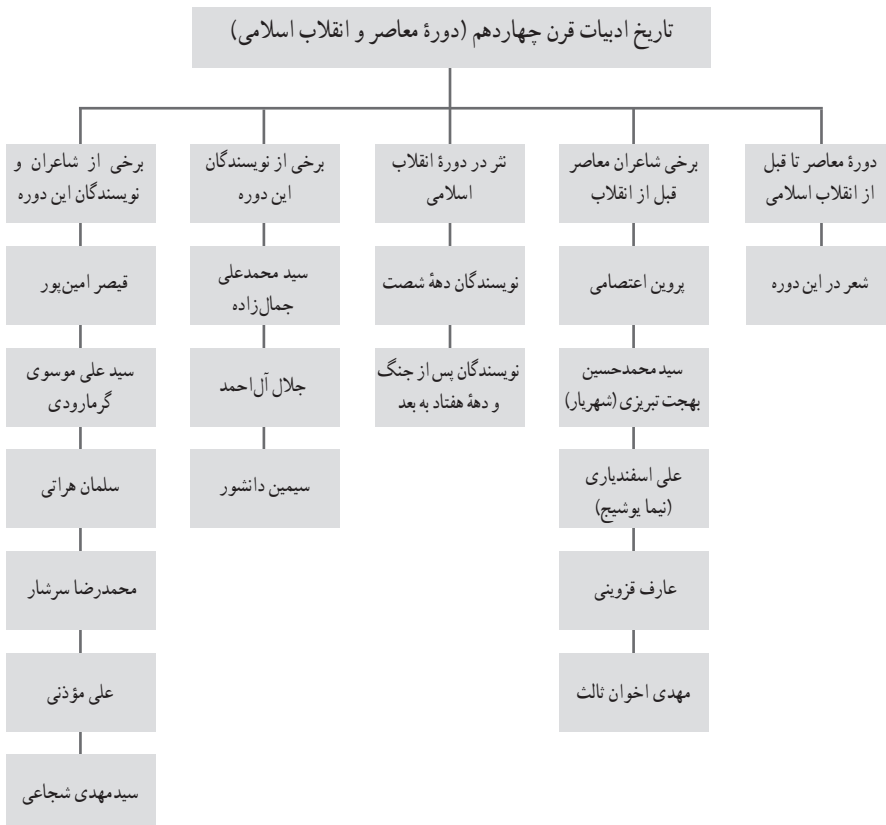 تاریخ ادبیات قرن چهاردهم (دورهٔ معاصر و انقلاب اسلامی)
دورهٔ معاصر تا قبل
از انقلاب اسلامی
شعر در این دوره
برخی شاعران معاصر
قبل از انقلاب
پروین اعتصامی
سیدمحمدحسین
بهجت تبریزی (شهریار)
علی اسفندیاری
(نیما یوشیج)
عارف قزوینی
مهدی اخوان ثالث
نثر در دورهٔ انقلاب
اسلامی
نویسندگان دههٔ شصت
نویسندگان پس از جنگ
و دههٔ هفتاد به بعد
برخی از نویسندگان
این دوره
سید محمدعلی
جمال‌زاده
جلال آل‌احمد
سیمین دانشور
برخی از شاعران و
نویسندگان این دوره
قیصر امین‌پور
سید علی موسوی
گرمارودی
سلمان هراتی
محمدرضا سرشار
علی مؤذنی
سیدمهدی شجاعی